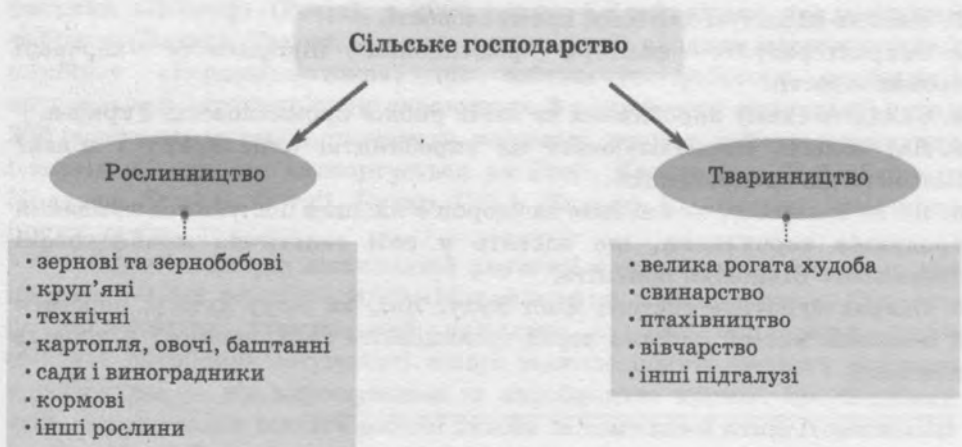 Сільське господарство
Рослинництво
• зернові та зернобобові
• круп’яні
• технічні
• картопля, овочі, баштанні
• сади і виноградники
• кормові
• інші рослини
Тваринництво
• велика рогата худоба
• свинарство
• птахівництво
• вівчарство
• інші підгалузі